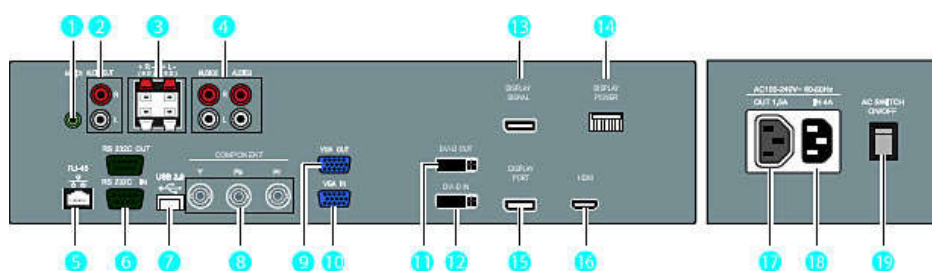 1 2 3 4 13 14
AUDIO OUT
+ R - + L -
AUDIO2 AUDIO1
R
L
R
L
DISPLAY
SIGNAL
DISPLAY
POWER
AC100-240V~ 50-60Hz
OUT 1,5A IN 4A
AC SWITCH
ON/OFF
RS 232C OUT
RJ-45
RS 232C IN
USB 2.0
COMPONENT
Y Pb Pr
VGA OUT
VGA IN
DVI-D OUT
DVI-D IN
DISPLAY
PORT
HDMI
5 6 7 8 9 10 11 12 15 16 17 18 19